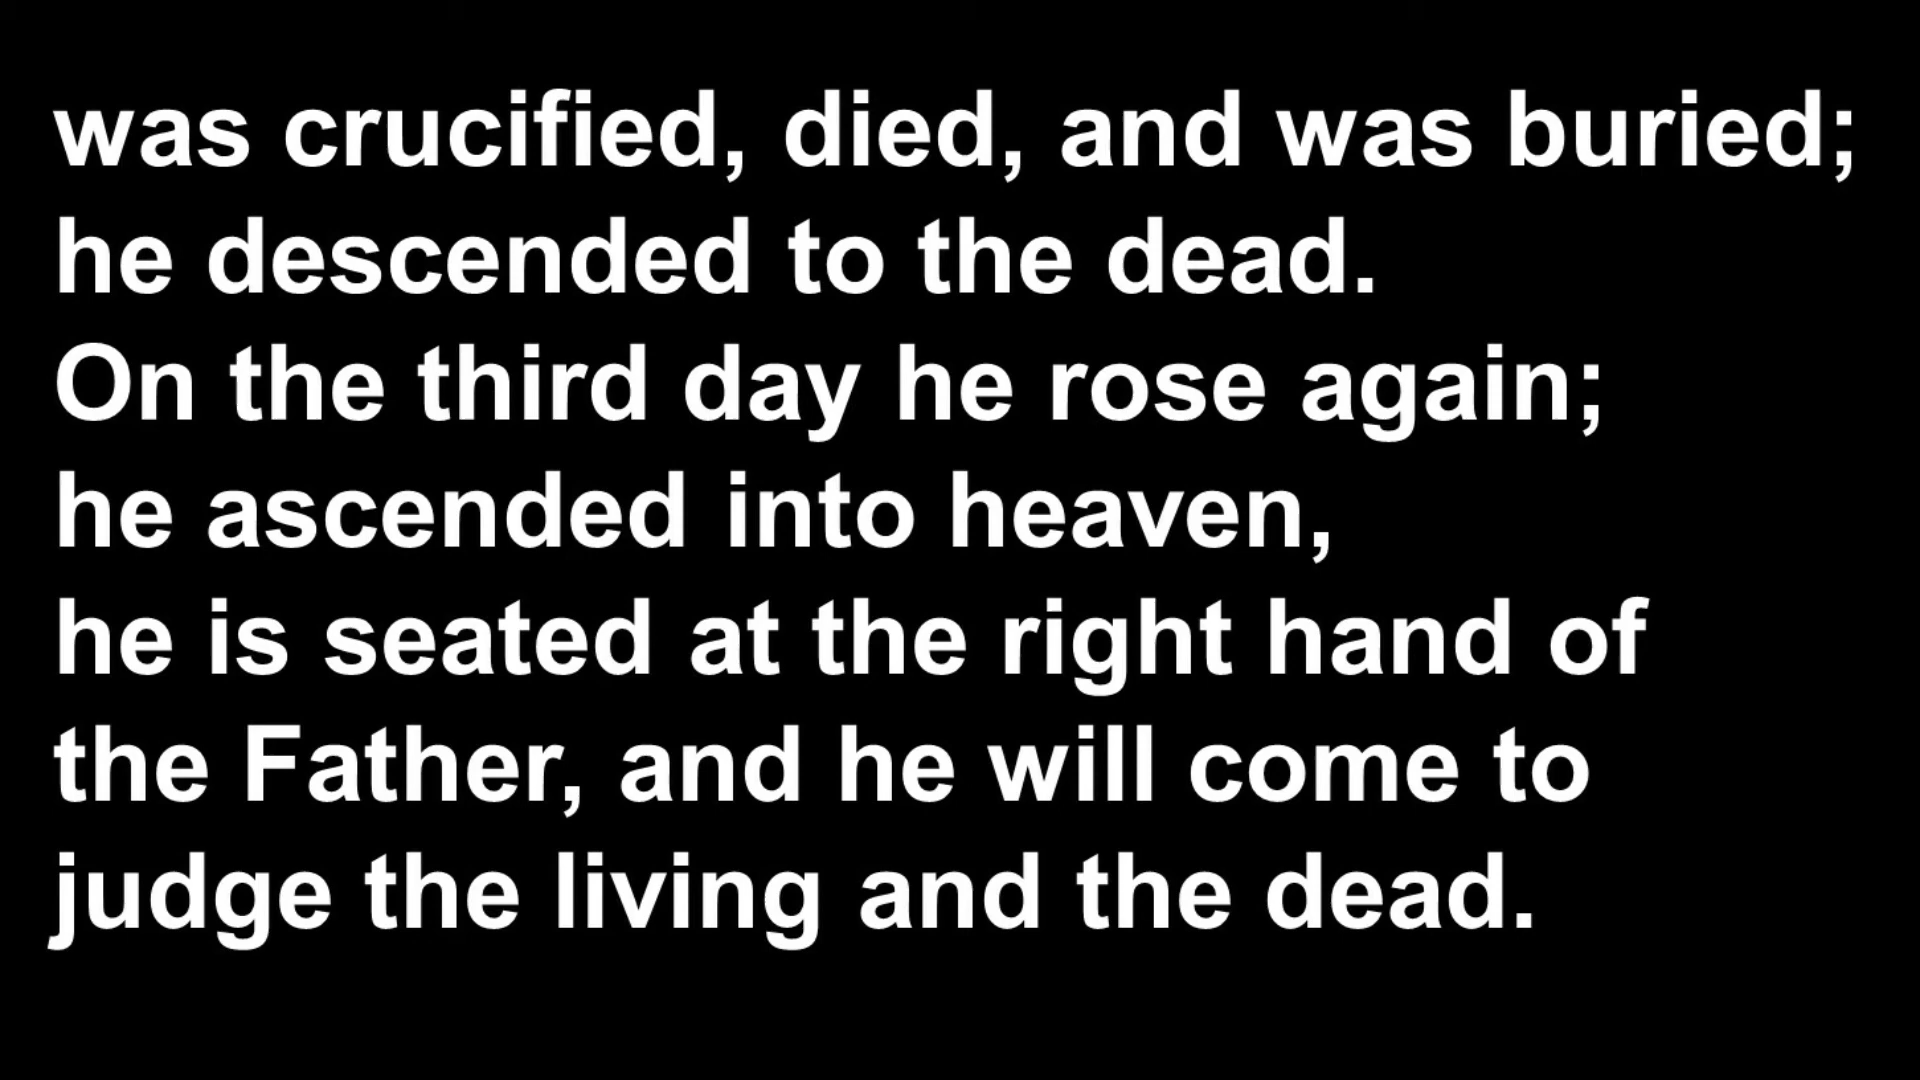 was crucified, died, and was buried;
he descended to the dead.
On the third day he rose again;
he ascended into heaven,
he is seated at the right hand of
the Father, and he will come to
judge the living and the dead.